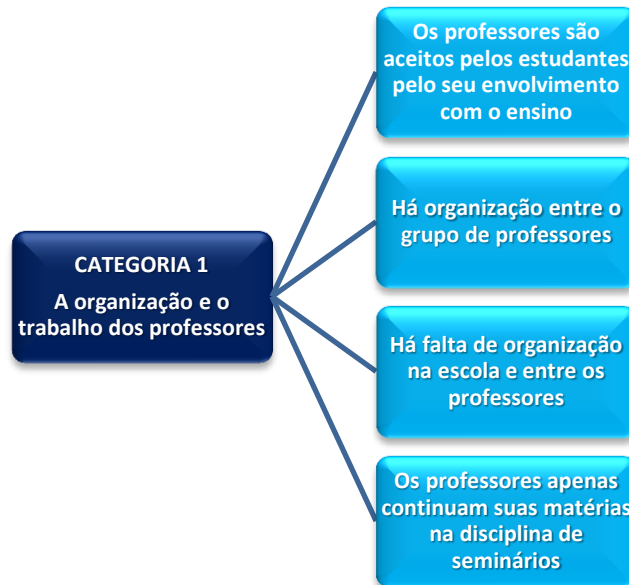 Os professores são
aceitos pelos estudantes
pelo seu envolvimento
com o ensino
Há organização entre o
grupo de professores
CATEGORIA 1
A organização e o
trabalho dos professores
Há falta de organização
na escola e entre os
professores
Os professores apenas
continuam suas matérias
na disciplina de
seminários